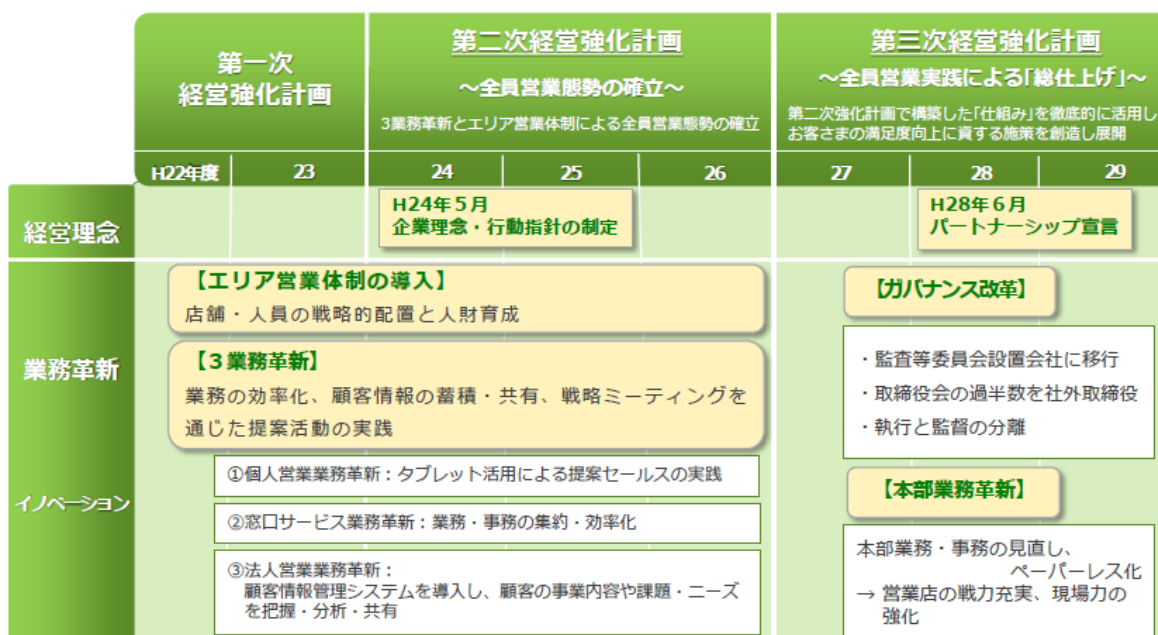 第一次
経営強化計画
第二次経営強化計画
～全員営業態勢の確立～
3業務革新とエリア営業体制による全員営業態勢の確立
第三次経営強化計画
～全員営業実践による「総仕上げ」～
第二次強化計画で構築した「仕組み」を徹底的に活用し
お客さまの満足度向上に資する施策を創造し展開
H22年度 23 24 25 26 27 28 29
経営理念
H24年５月
企業理念・行動指針の制定
H28年６月
パートナーシップ宣言
業務革新
イノベーション
【エリア営業体制の導入】
店舗・人員の戦略的配置と人財育成
【３業務革新】
業務の効率化、顧客情報の蓄積・共有、戦略ミーティングを
通じた提案活動の実践
①個人営業業務革新：タブレット活用による提案セールスの実践
②窓口サービス業務革新：業務・事務の集約・効率化
③法人営業業務革新：
顧客情報管理システムを導入し、顧客の事業内容や課題・ニーズ
を把握・分析・共有
【ガバナンス改革】
・監査等委員会設置会社に移行
・取締役会の過半数を社外取締役
・執行と監督の分離
【本部業務革新】
本部業務・事務の見直し、
ペーパーレス化
→ 営業店の戦力充実、現場力の
強化